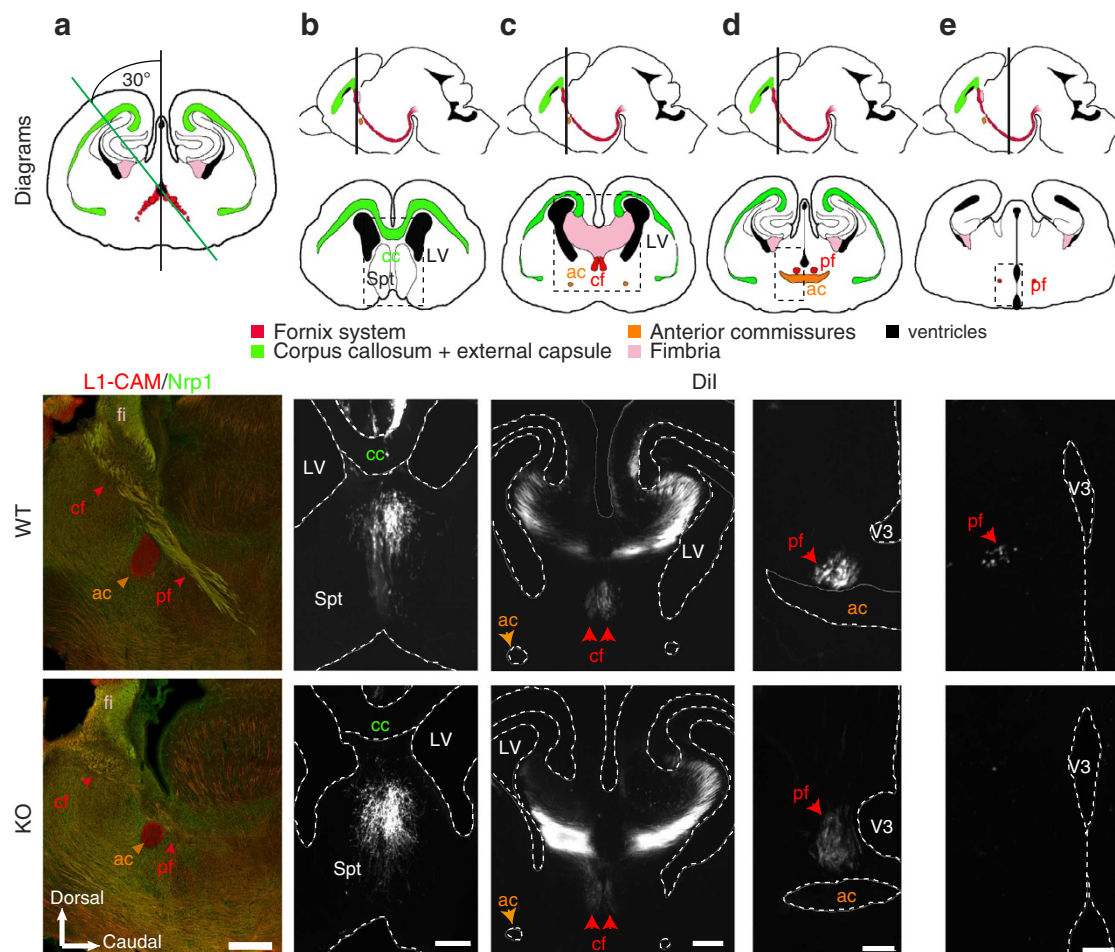 a b c d e
30°
Diagrams
cc
LV
Spt
LV
ac
cf
pf
ac
pf
Fornix system
Anterior commissures
ventricles
Corpus callosum + external capsule
Fimbria
L1-CAM/Nrp1
DiI
WT
fi
cf
ac
pf
LV
cc
Spt
LV
ac
cf
pf
V3
ac
pf
V3
KO
fi
cf
ac
pf
Dorsal
Caudal
cc
LV
Spt
LV
ac
cf
pf
V3
ac
V3